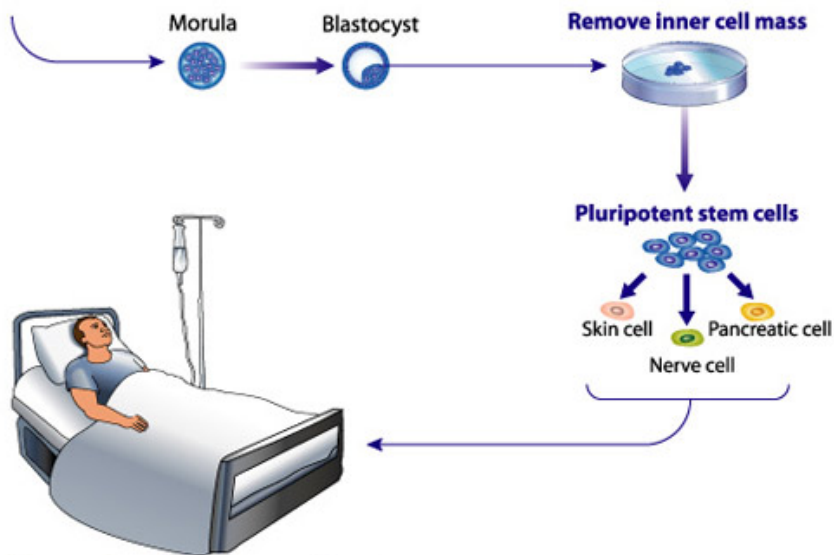 Morula
Blastocyst
Remove inner cell mass
Pluripotent stem cells
Skin cell
Pancreatic cell
Nerve cell